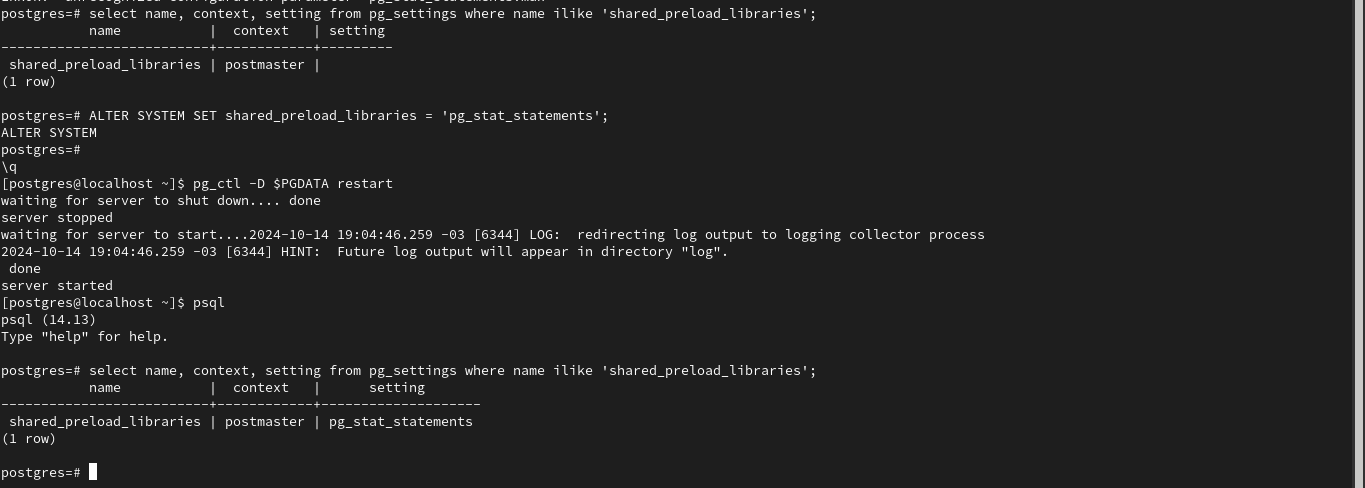 postgres=# select name, context, setting from pg_settings where name ilike 'shared_preload_libraries';
           name           |  context   | setting
--------------------------+------------+---------
 shared_preload_libraries | postmaster |
(1 row)

postgres=# ALTER SYSTEM SET shared_preload_libraries = 'pg_stat_statements';
ALTER SYSTEM
postgres=#
\q
[postgres@localhost ~]$ pg_ctl -D $PGDATA restart
waiting for server to shut down.... done
server stopped
waiting for server to start....2024-10-14 19:04:46.259 -03 [6344] LOG:  redirecting log output to logging collector process
2024-10-14 19:04:46.259 -03 [6344] HINT:  Future log output will appear in directory "log".
 done
server started
[postgres@localhost ~]$ psql
psql (14.13)
Type "help" for help.

postgres=# select name, context, setting from pg_settings where name ilike 'shared_preload_libraries';
           name           |  context   |      setting
--------------------------+------------+--------------------
 shared_preload_libraries | postmaster | pg_stat_statements
(1 row)

postgres=#